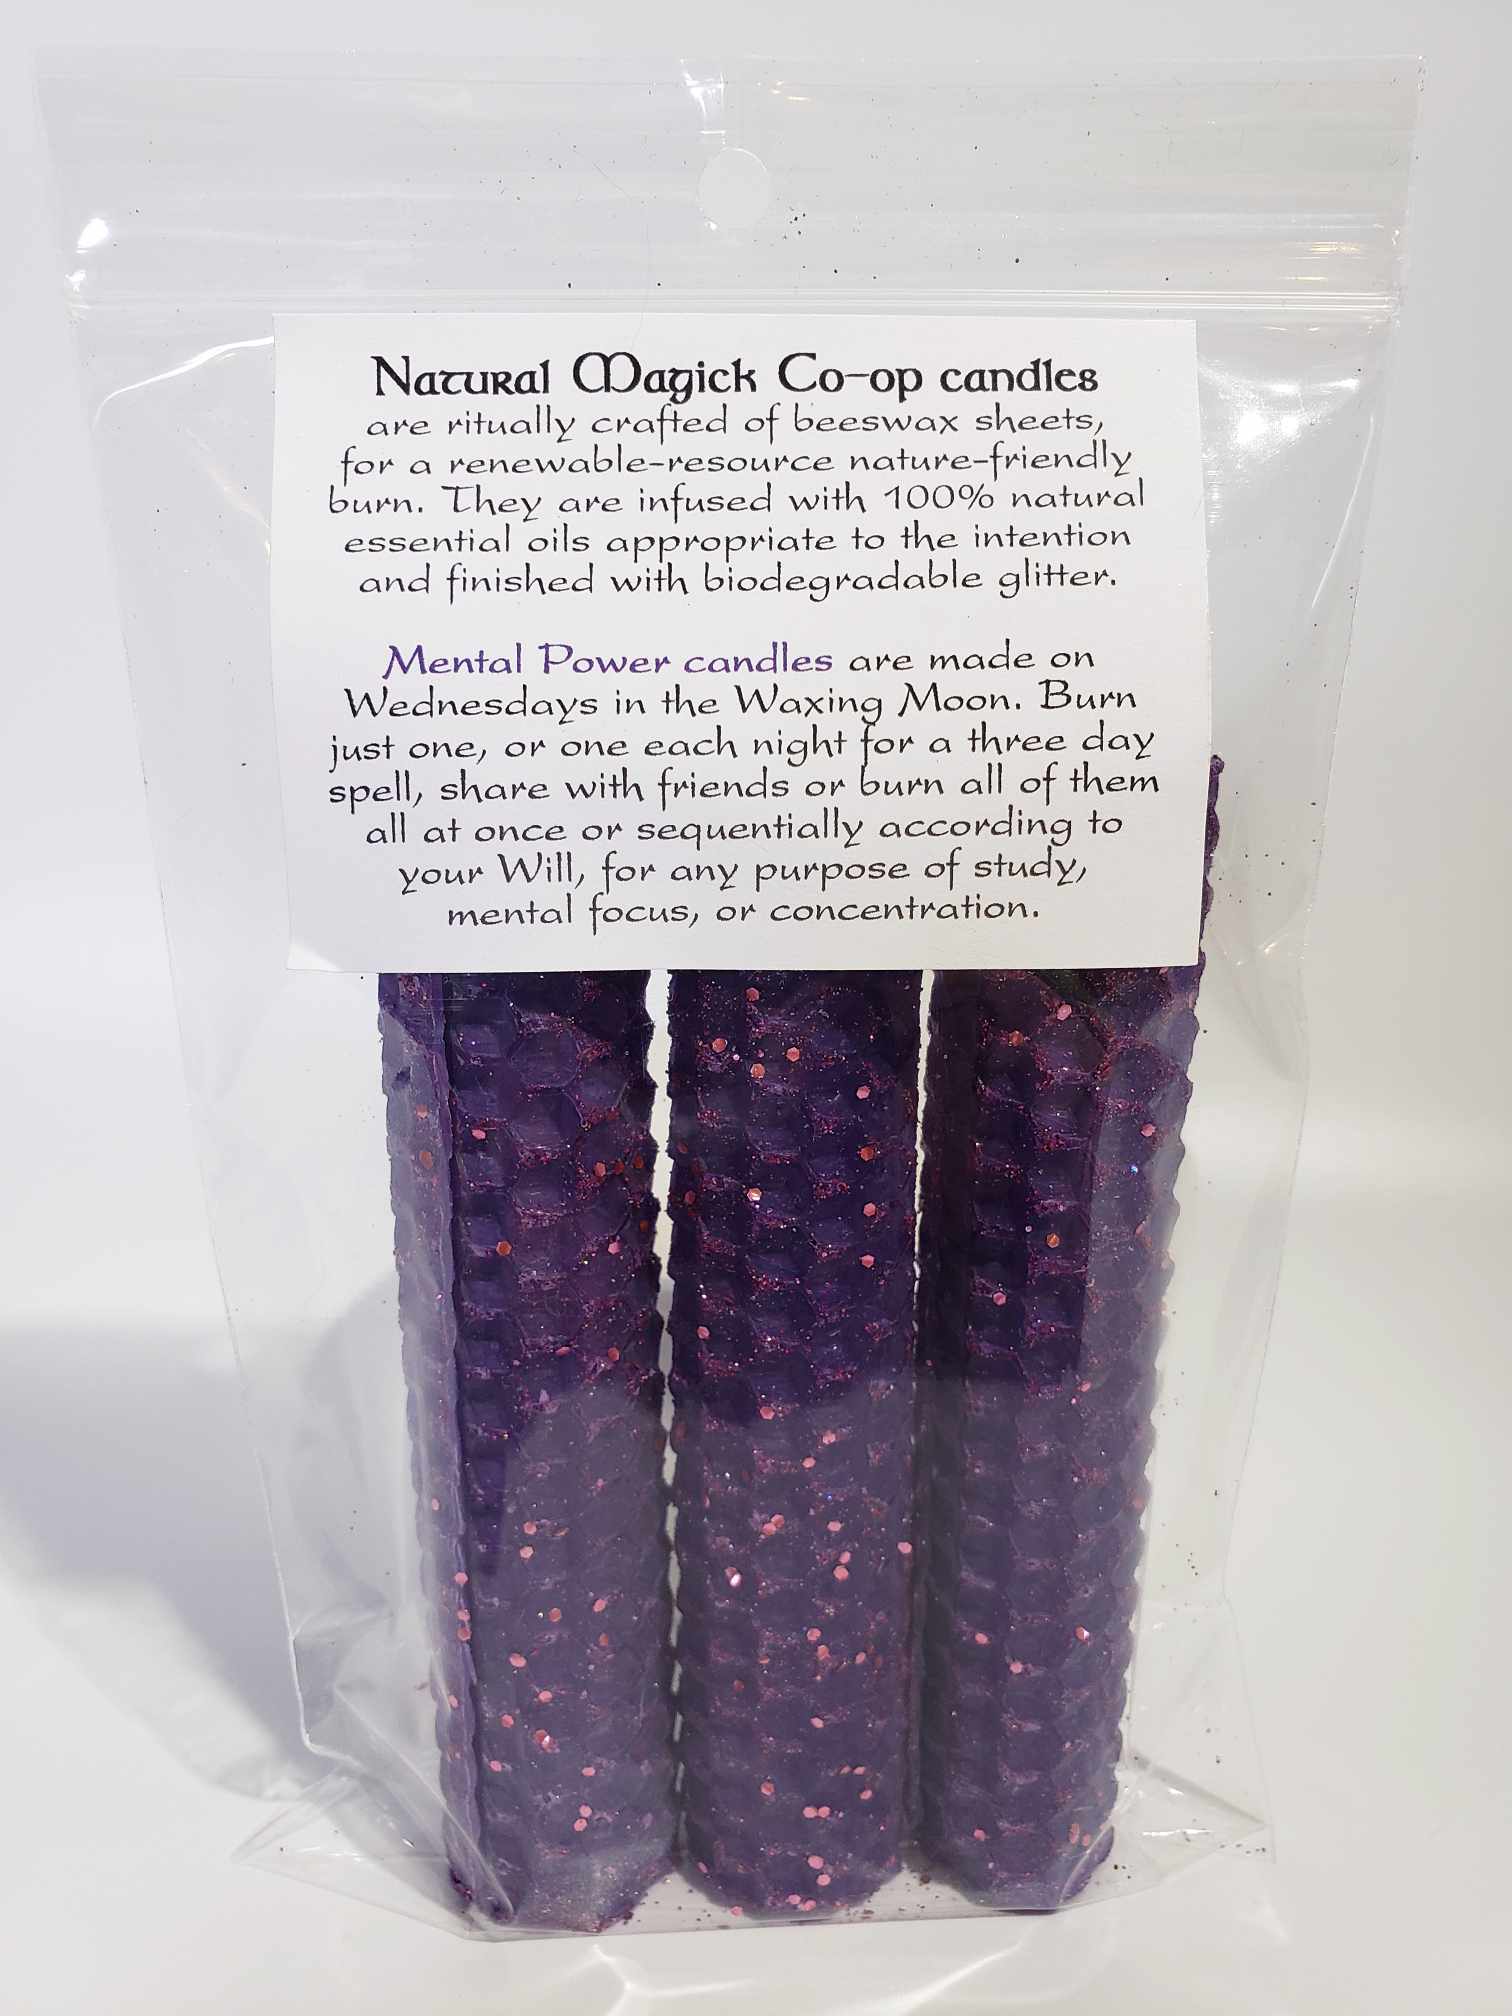 Natural Magick Co-op candles
are ritually crafted of beeswax sheets,
for a renewable-resource nature-friendly
burn. They are infused with 100% natural
essential oils appropriate to the intention
and finished with biodegradable glitter.
Mental Power candles are made on
Wednesdays in the Waxing Moon. Burn
just one, or one each night for a three day
spell, share with friends or burn all of them
all at once or sequentially according to
your Will, for any purpose of study,
mental focus, or concentration.